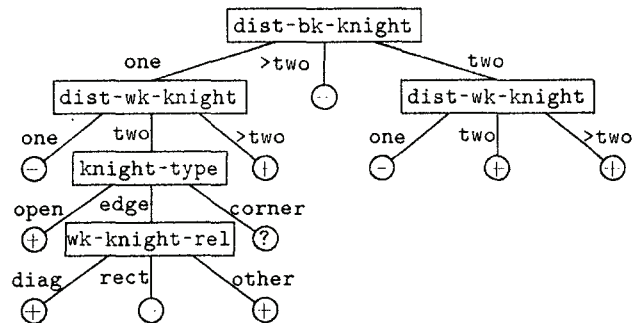 dist-bk-knight
one >two two
dist-wk-knight dist-wk-knight
one two >two one two >two
- knight-type + - + +
open edge corner
+ wk-knight-rel ?
diag rect other
+ +